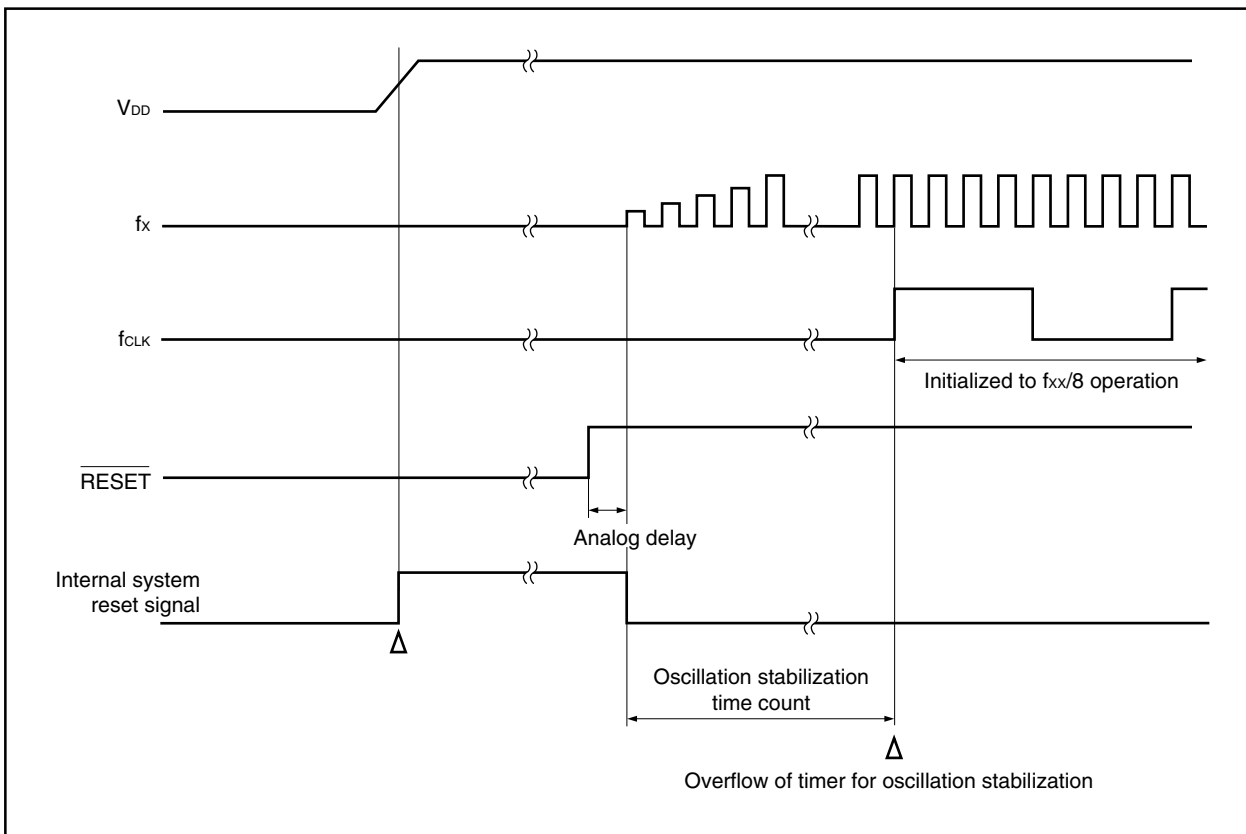 VDD
fX
fCLK
Initialized to fXX/8 operation
RESET
Analog delay
Internal system
reset signal
Oscillation stabilization
time count
Overflow of timer for oscillation stabilization